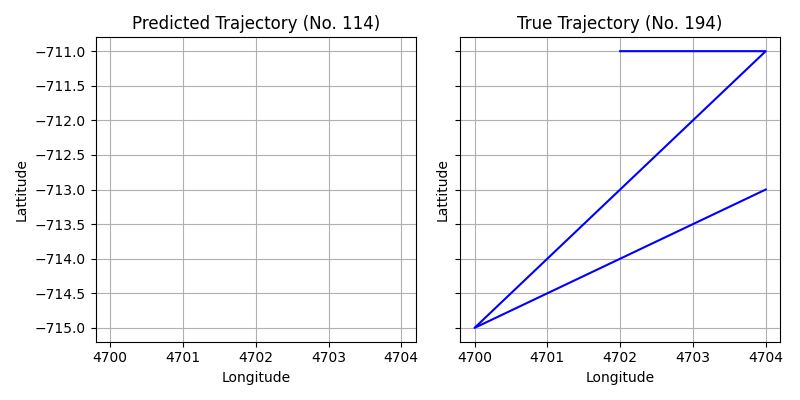 Predicted Trajectory (No. 114)
−711.0
−711.5
−712.0
−712.5
−713.0
−713.5
−714.0
−714.5
−715.0
Lattitude
4700 4701 4702 4703 4704
Longitude
True Trajectory (No. 194)
Lattitude
4700 4701 4702 4703 4704
Longitude